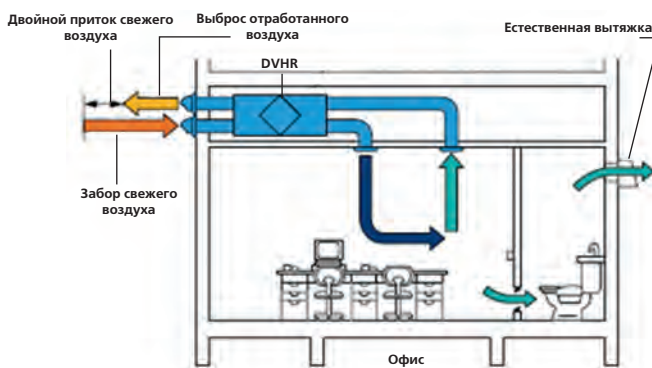 Двойной приток свежего
воздуха
Выброс отработанного
воздуха
Естественная вытяжка
DVHR
Забор свежего
воздуха
Офис